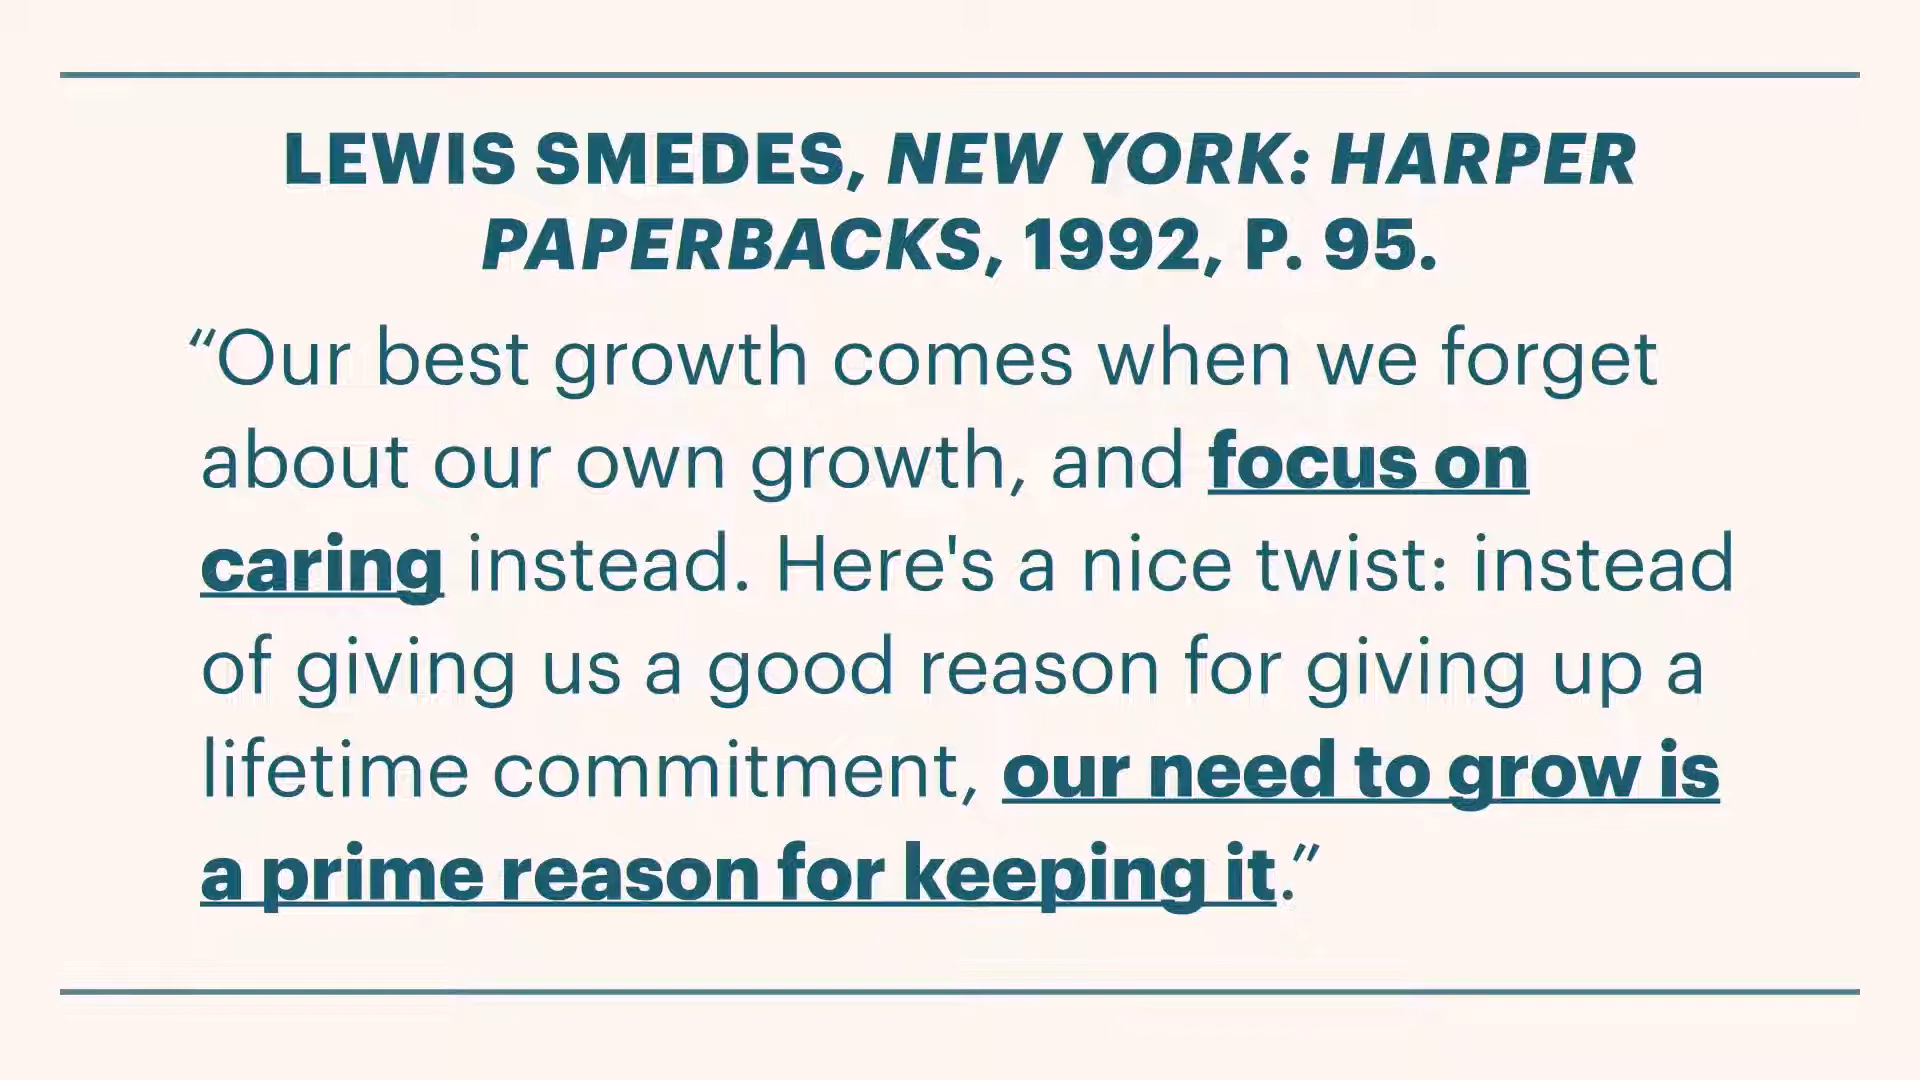 LEWIS SMEDES, NEW YORK: HARPER
PAPERBACKS, 1992, P. 95.
“Our best growth comes when we forget
about our own growth, and focus on
caring instead. Here's a nice twist: instead
of giving us a good reason for giving up a
lifetime commitment, our need to grow is
a prime reason for keeping it.”